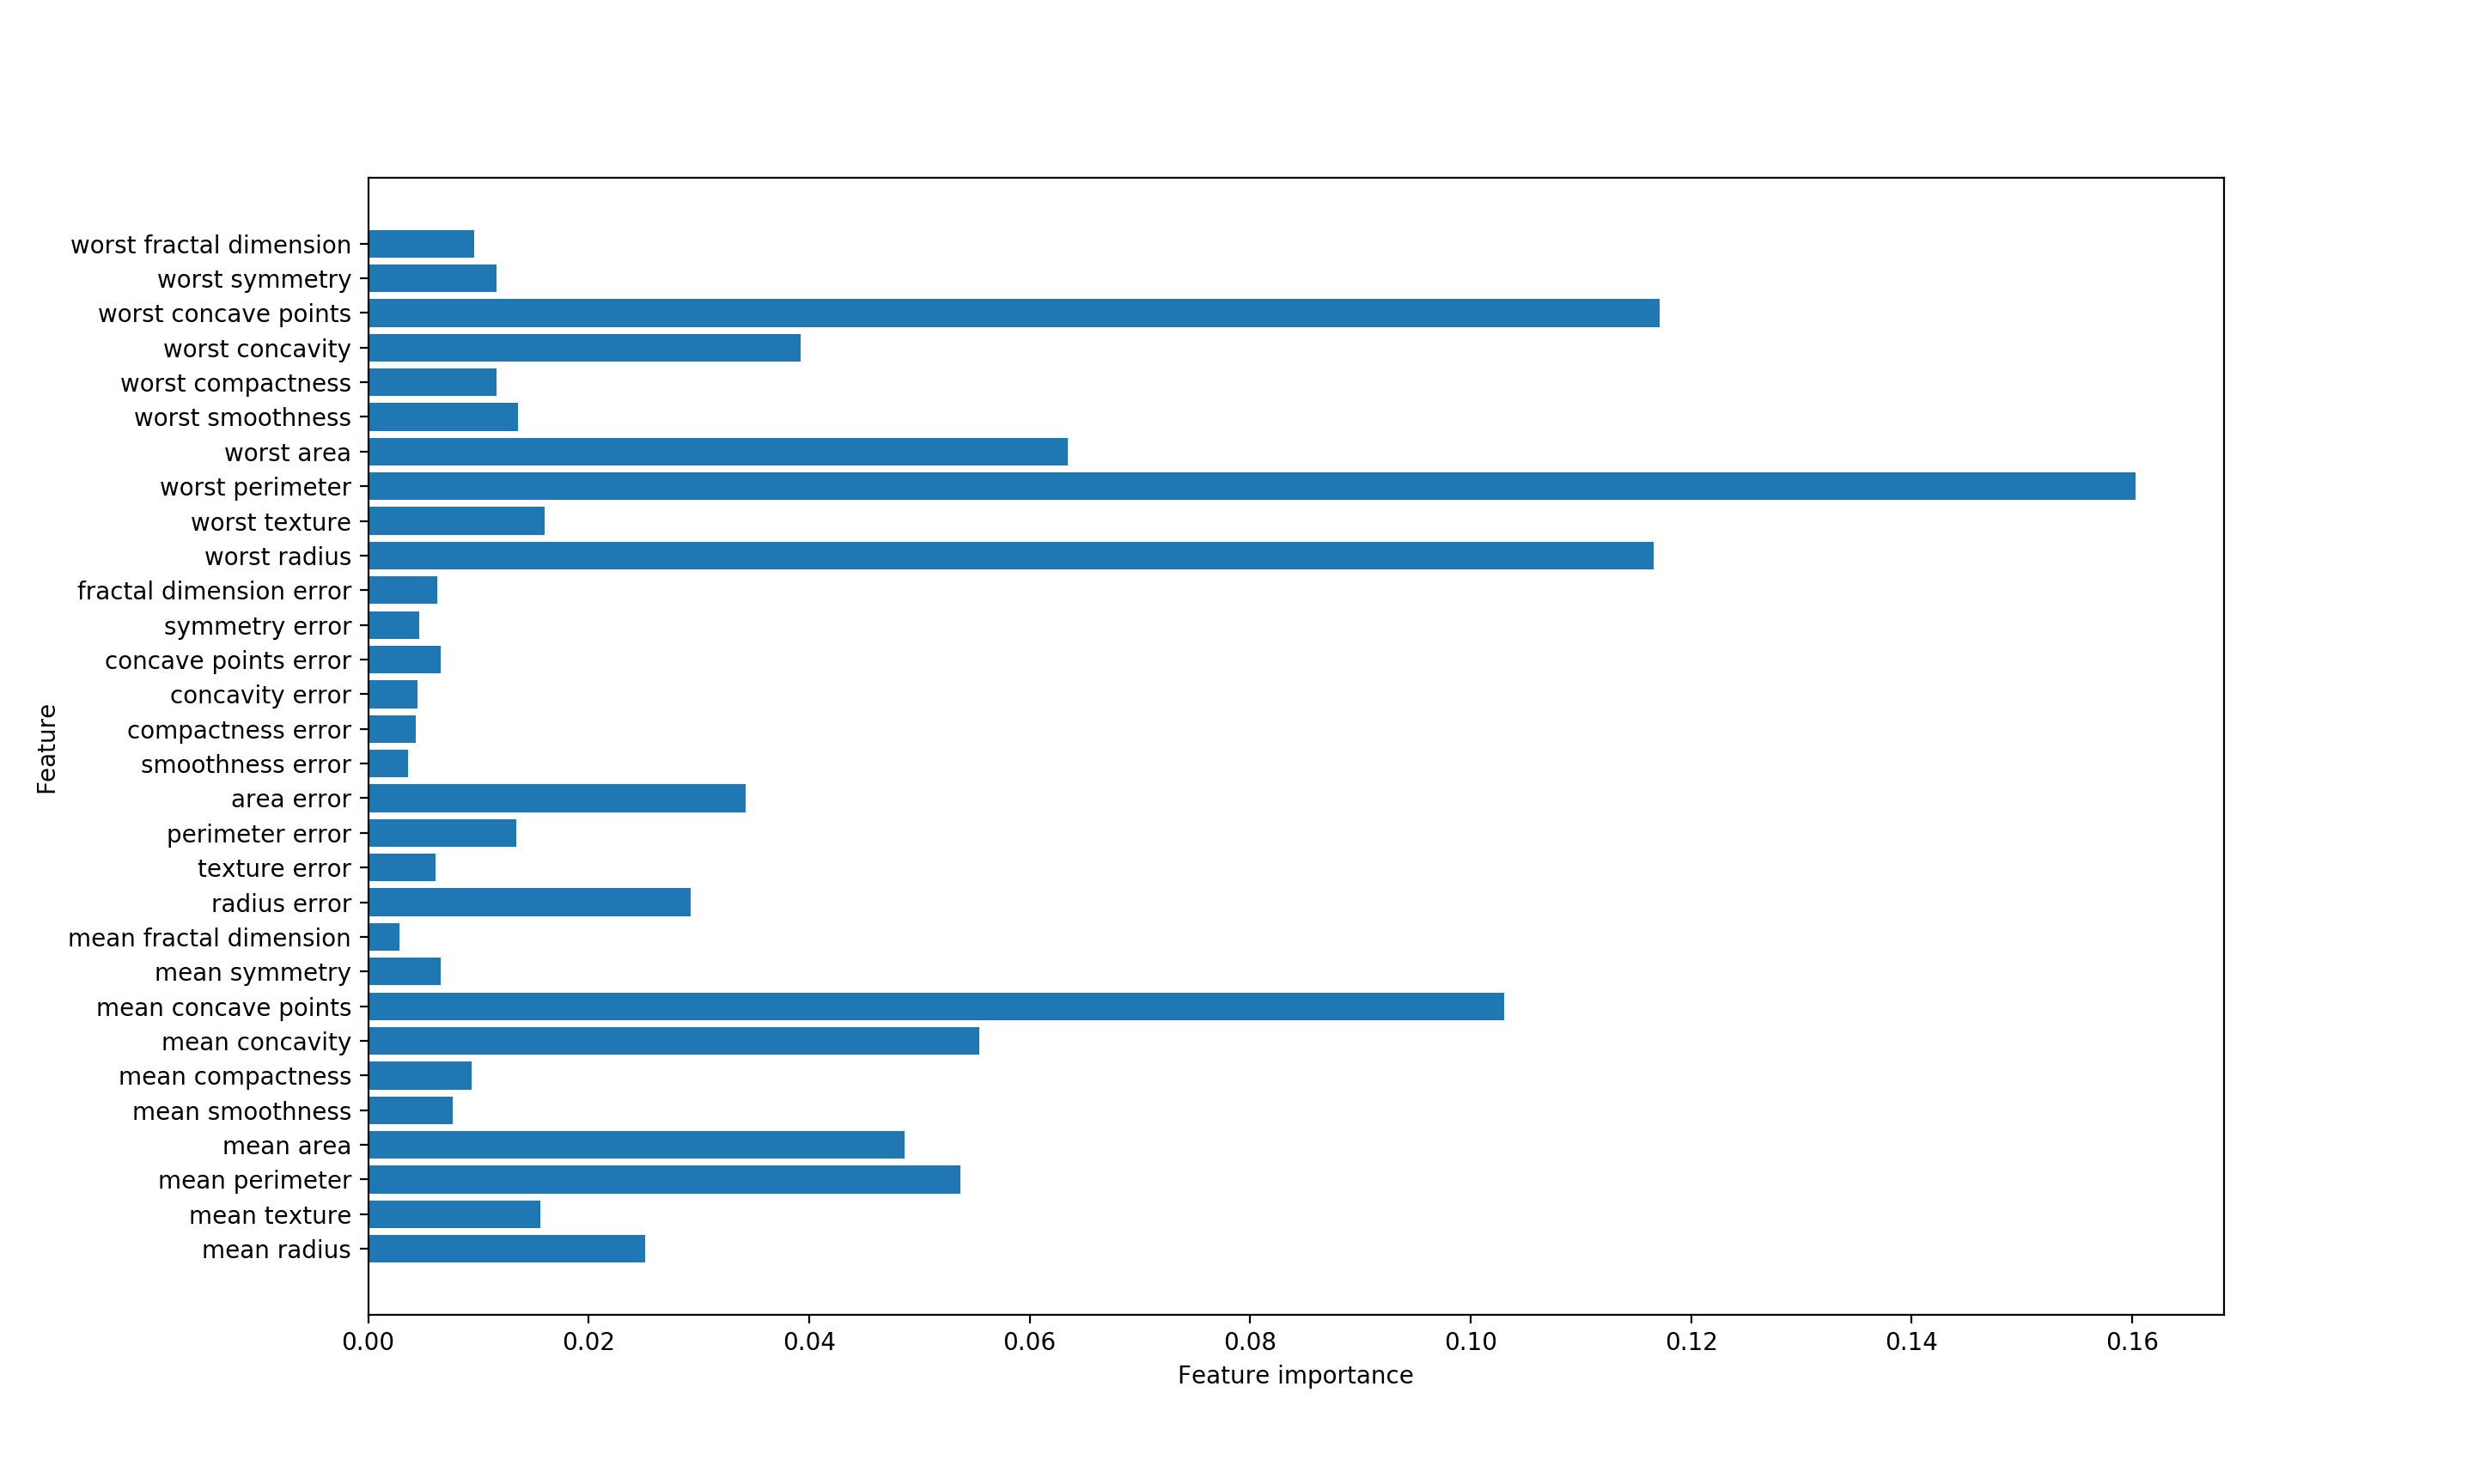 worst fractal dimension
worst symmetry
worst concave points
worst concavity
worst compactness
worst smoothness
worst area
worst perimeter
worst texture
worst radius
fractal dimension error
symmetry error
concave points error
concavity error
compactness error
smoothness error
area error
perimeter error
texture error
radius error
mean fractal dimension
mean symmetry
mean concave points
mean concavity
mean compactness
mean smoothness
mean area
mean perimeter
mean texture
mean radius
Feature
0.00 0.02 0.04 0.06 0.08 0.10 0.12 0.14 0.16
Feature importance